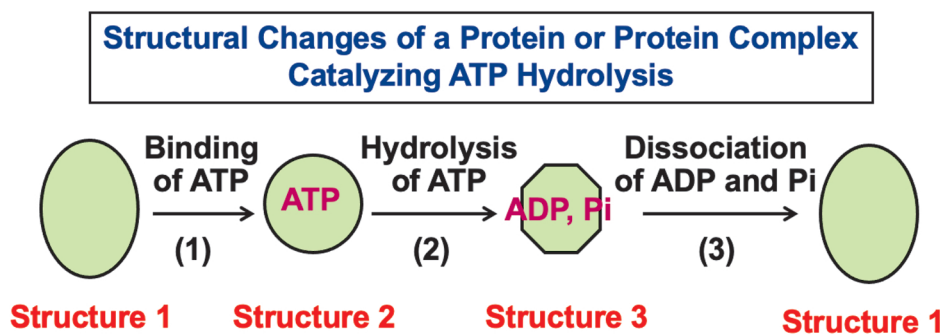 Structural Changes of a Protein or Protein Complex
Catalyzing ATP Hydrolysis
Binding
of ATP
(1)
Hydrolysis
of ATP
(2)
Dissociation
of ADP and Pi
(3)
ATP
ADP, Pi
Structure 1
Structure 2
Structure 3
Structure 1